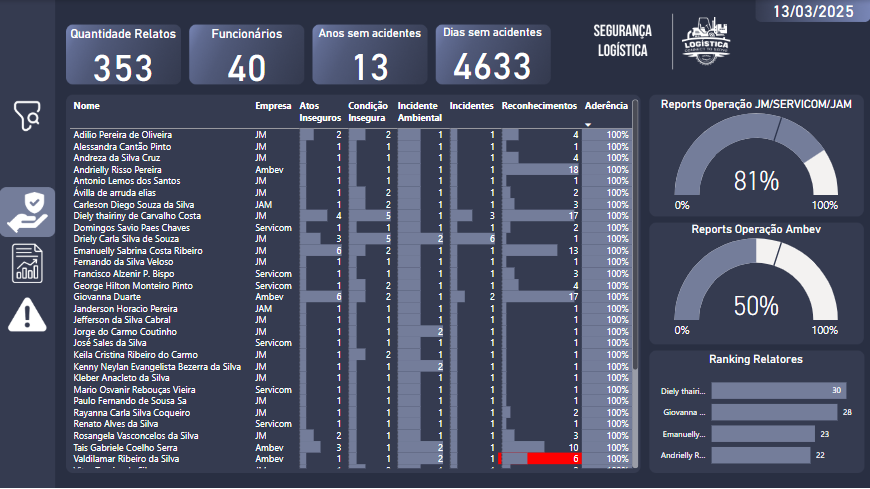 13/03/2025
Quantidade Relatos
353
Funcionários
40
Anos sem acidentes
13
Dias sem acidentes
4633
SEGURANÇA
LOGÍSTICA
LOGÍSTICA
Nome Empresa Atos Inseguros Condição Insegura Incidente Ambiental Incidentes Reconhecimentos Aderência
Adilio Pereira de Oliveira JM 2 2 1 1 4 100%
Alessandra Cantão Pinto JM 1 1 1 1 1 100%
Andreza da Silva Cruz JM 1 1 1 1 4 100%
Andrielly Risso Pereira Ambev 1 1 1 1 18 100%
Antonio Lemos dos Santos JM 1 1 1 1 1 100%
Ávilla de arruda elias JM 1 2 1 1 2 100%
Carleson Diego Souza da Silva JAM 1 2 1 1 3 100%
Diely thairiny de Carvalho Costa JM 4 5 1 3 17 100%
Domingos Savio Paes Chaves Servicom 1 1 1 1 2 100%
Driely Carla Silva de Souza JM 3 5 2 6 1 100%
Emanuelly Sabrina Costa Ribeiro JM 6 2 1 1 13 100%
Fernando da Silva Veloso JM 1 1 1 1 1 100%
Francisco Alzenir P. Bispo Servicom 1 1 1 1 3 100%
George Hilton Monteiro Pinto Servicom 1 2 1 1 4 100%
Giovanna Duarte Ambev 6 2 1 2 17 100%
Janderson Horacio Pereira JAM 1 1 1 1 1 100%
Jefferson da Silva Cabral JM 1 1 1 1 1 100%
Jorge do Carmo Coutinho JM 1 1 2 1 1 100%
José Sales da Silva Servicom 1 1 1 1 1 100%
Keila Cristina Ribeiro do Carmo JM 1 2 1 1 1 100%
Kenny Neylan Evangelista Bezerra da Silva JM 1 1 2 1 1 100%
Kleber Anacleto da Silva JM 1 1 1 1 1 100%
Mario Osvanir Rebouças Vieira Servicom 1 1 1 1 1 100%
Paulo Fernando de Sousa Sa JM 1 1 1 1 1 100%
Rayanna Carla Silva Coqueiro JM 1 1 1 1 2 100%
Renato Alves da Silva Servicom 1 1 1 1 1 100%
Rosangela Vasconcelos da Silva JM 2 1 1 1 3 100%
Tais Gabriele Coelho Serra Ambev 3 1 2 1 10 100%
Valdilamar Ribeiro da Silva Ambev 1 1 2 1 6 100%
Reports Operação JM/SERVICOM/JAM
81%
0% 100%
Reports Operação Ambev
50%
0% 100%
Ranking Relatores
Diely thairi... 30
Giovanna ... 28
Emanuelly... 23
Andrielly R... 22